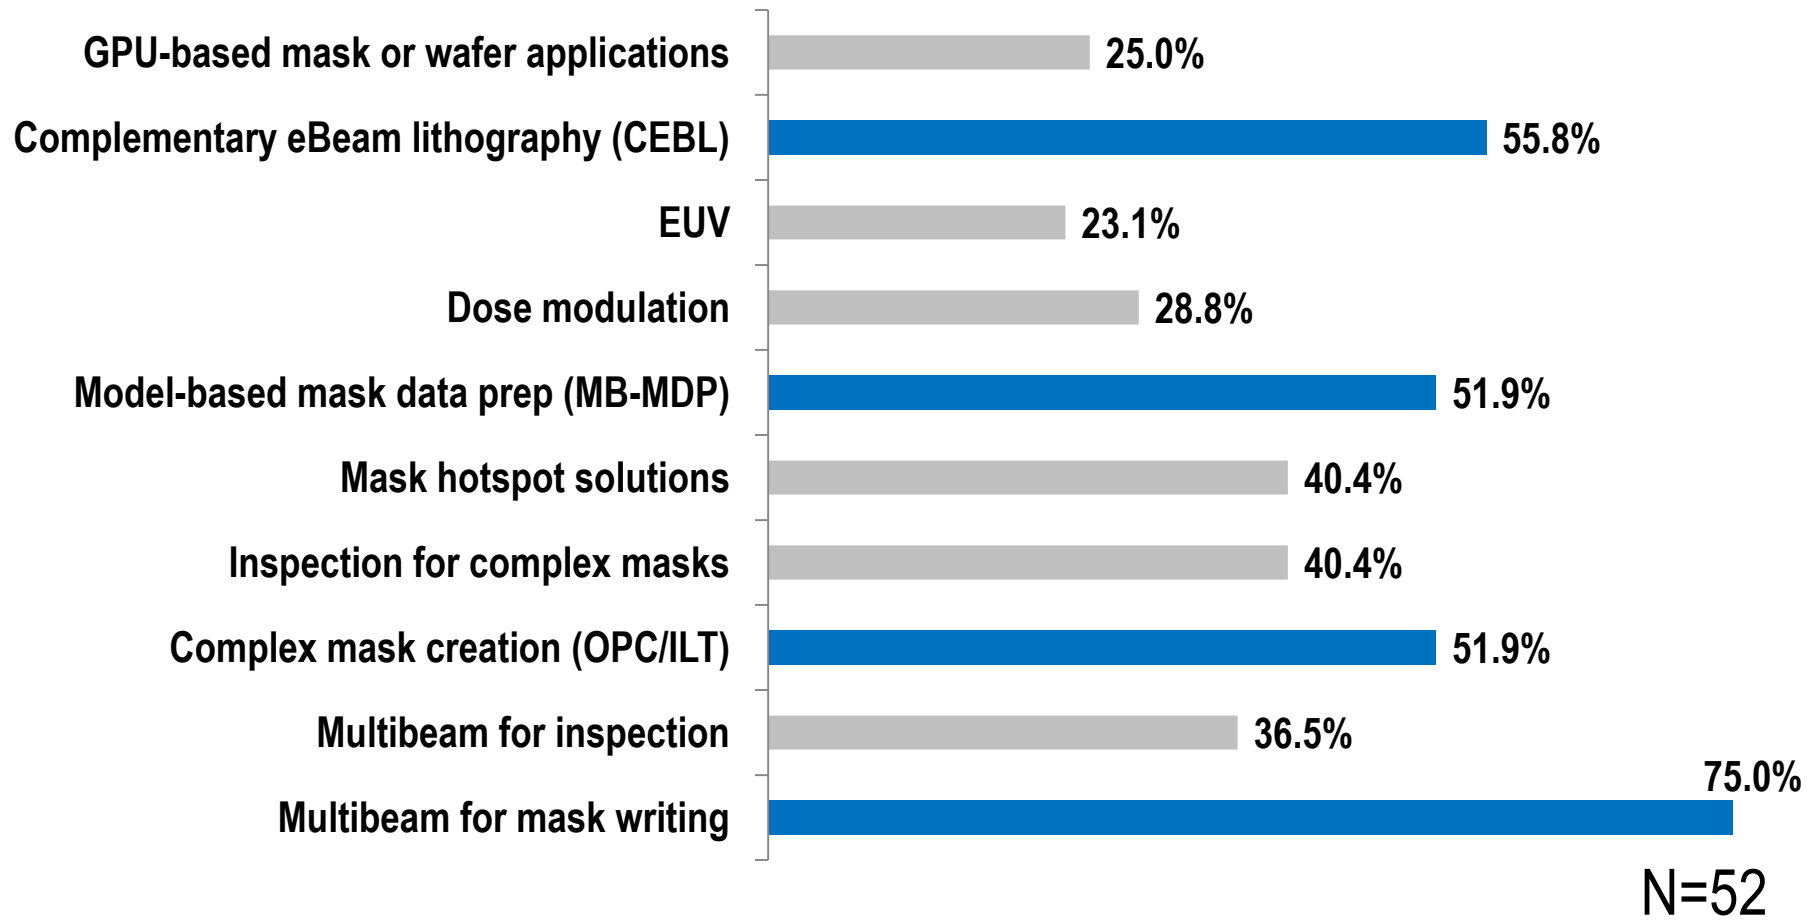 GPU-based mask or wafer applications 25.0%
Complementary eBeam lithography (CEBL) 55.8%
EUV 23.1%
Dose modulation 28.8%
Model-based mask data prep (MB-MDP) 51.9%
Mask hotspot solutions 40.4%
Inspection for complex masks 40.4%
Complex mask creation (OPC/ILT) 51.9%
Multibeam for inspection 36.5%
75.0%
Multibeam for mask writing
N=52